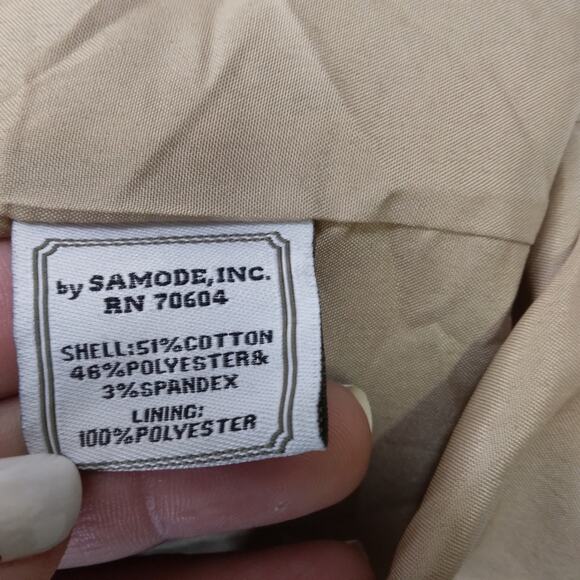 by SAMODE, INC.
RN 70604
SHELL:51%COTTON
46%POLYESTER&
3%SPANDEX
LINING:
100%POLYESTER